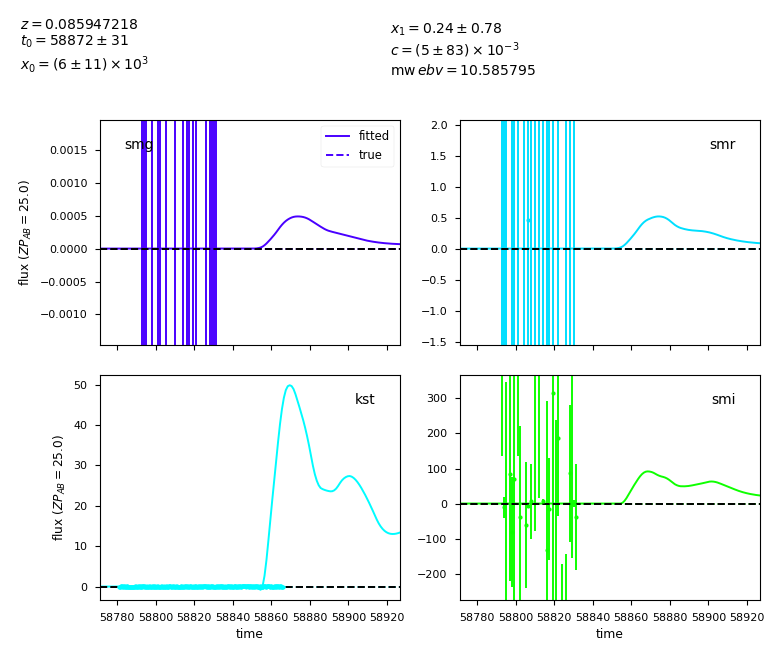 z = 0.085947218
t₀ = 58872 ± 31
x₀ = (6 ± 11) × 10³
x₁ = 0.24 ± 0.78
c = (5 ± 83) × 10⁻³
mw ebv = 10.585795
smg
fitted
true
0.0015
0.0010
0.0005
0.0000
−0.0005
−0.0010
flux (ZP_AB = 25.0)
smr
2.0
1.5
1.0
0.5
0.0
−0.5
−1.0
−1.5
kst
50
40
30
20
10
0
flux (ZP_AB = 25.0)
58780 58800 58820 58840 58860 58880 58900 58920
time
smi
300
200
100
0
−100
−200
58780 58800 58820 58840 58860 58880 58900 58920
time